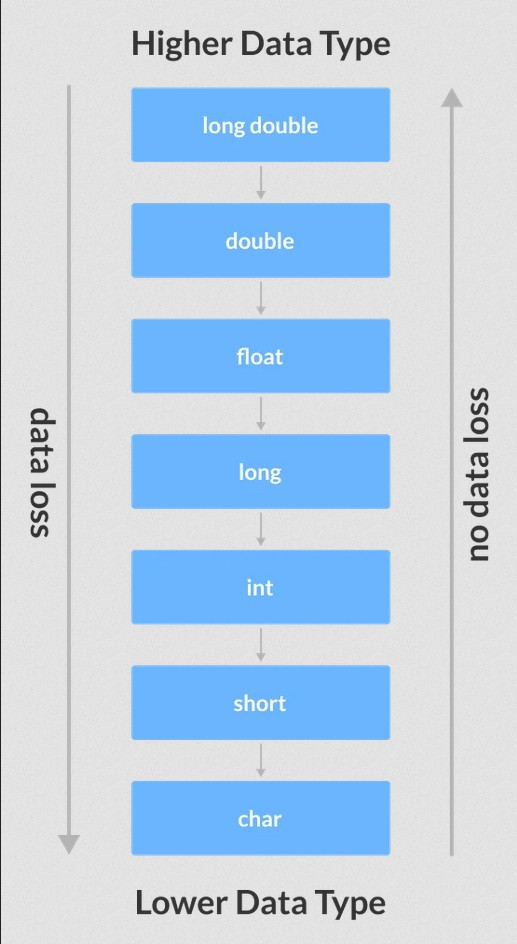 Higher Data Type
long double
double
float
long
int
short
char
data loss
no data loss
Lower Data Type